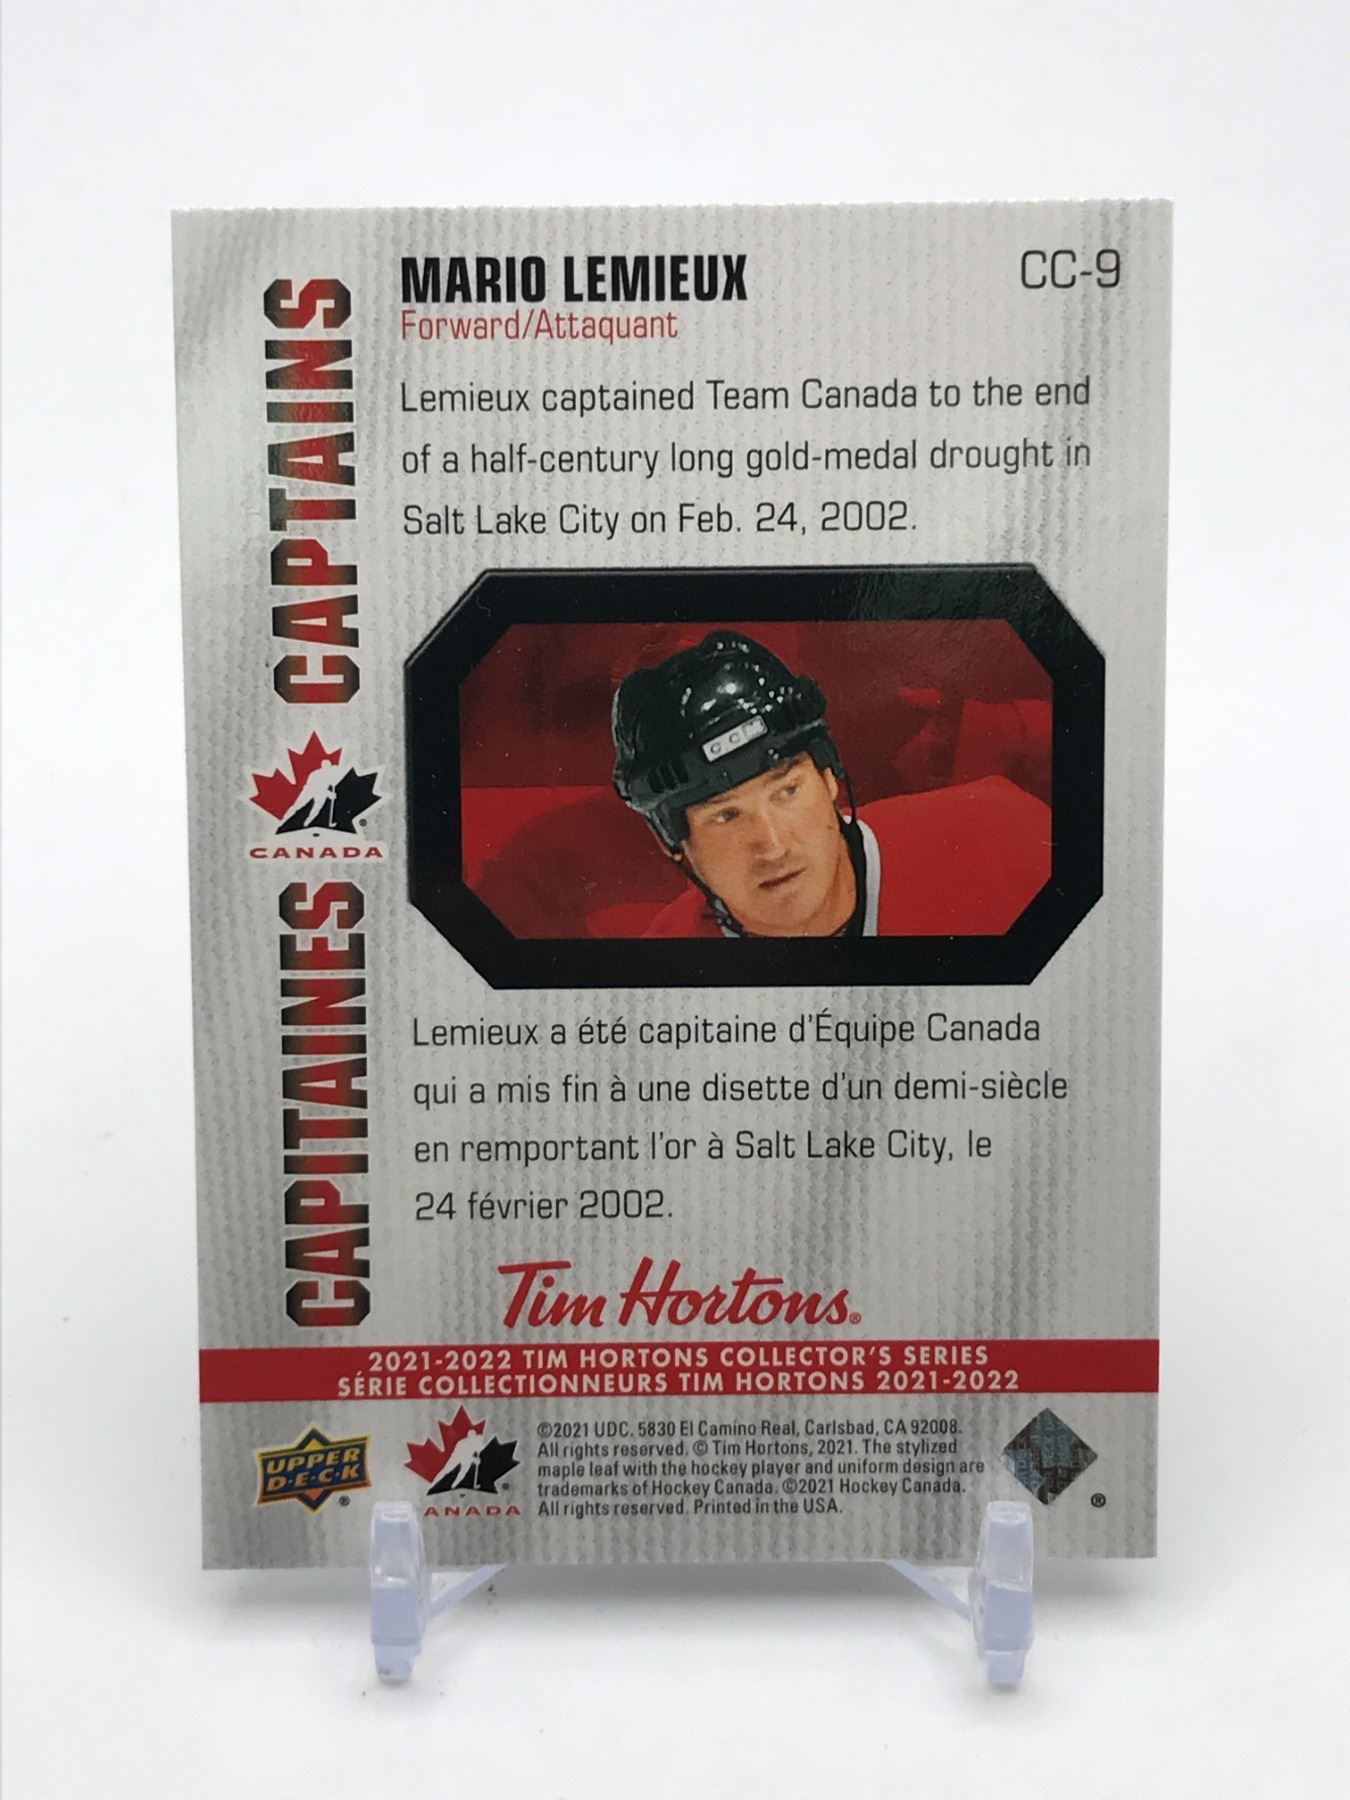 MARIO LEMIEUX
CC-9
Forward/Attaquant
Lemieux captained Team Canada to the end
of a half-century long gold-medal drought in
Salt Lake City on Feb. 24, 2002.
CAPTAINS
CANADA
CAPITAINES
CCM
Lemieux a été capitaine d'Équipe Canada
qui a mis fin à une disette d'un demi-siècle
en remportant l'or à Salt Lake City, le
24 février 2002.
Tim Hortons®
2021-2022 TIM HORTONS COLLECTOR'S SERIES
SÉRIE COLLECTIONNEURS TIM HORTONS 2021-2022
UPPER
D·E·C·K
®
ANADA
©2021 UDC. 5830 El Camino Real, Carlsbad, CA 92008.
All rights reserved. © Tim Hortons, 2021. The stylized
maple leaf with the hockey player and uniform design are
trademarks of Hockey Canada. ©2021 Hockey Canada.
All rights reserved. Printed in the USA.
®